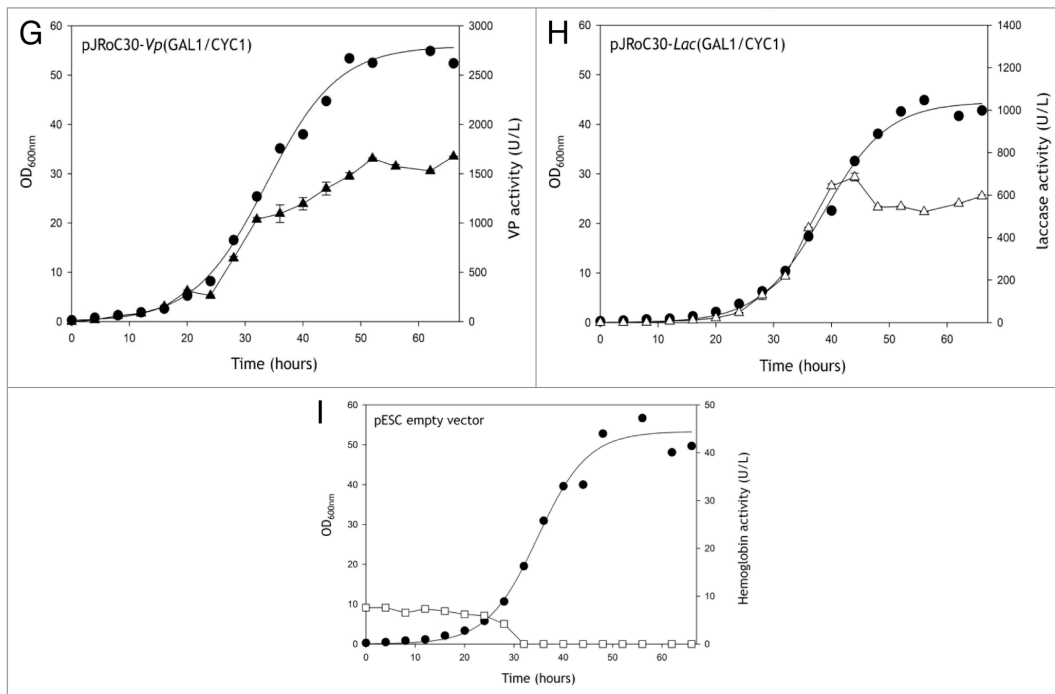 G
pJRoC30-Vp(GAL1/CYC1)
OD600nm
VP activity (U/L)
60
50
40
30
20
10
0
3000
2500
2000
1500
1000
500
0
0 10 20 30 40 50 60
Time (hours)
H
pJRoC30-Lac(GAL1/CYC1)
OD600nm
laccase activity (U/L)
60
50
40
30
20
10
0
1400
1200
1000
800
600
400
200
0
0 10 20 30 40 50 60
Time (hours)
I
pESC empty vector
OD600nm
Hemoglobin activity (U/L)
60
50
40
30
20
10
0
50
40
30
20
10
0
0 10 20 30 40 50 60
Time (hours)